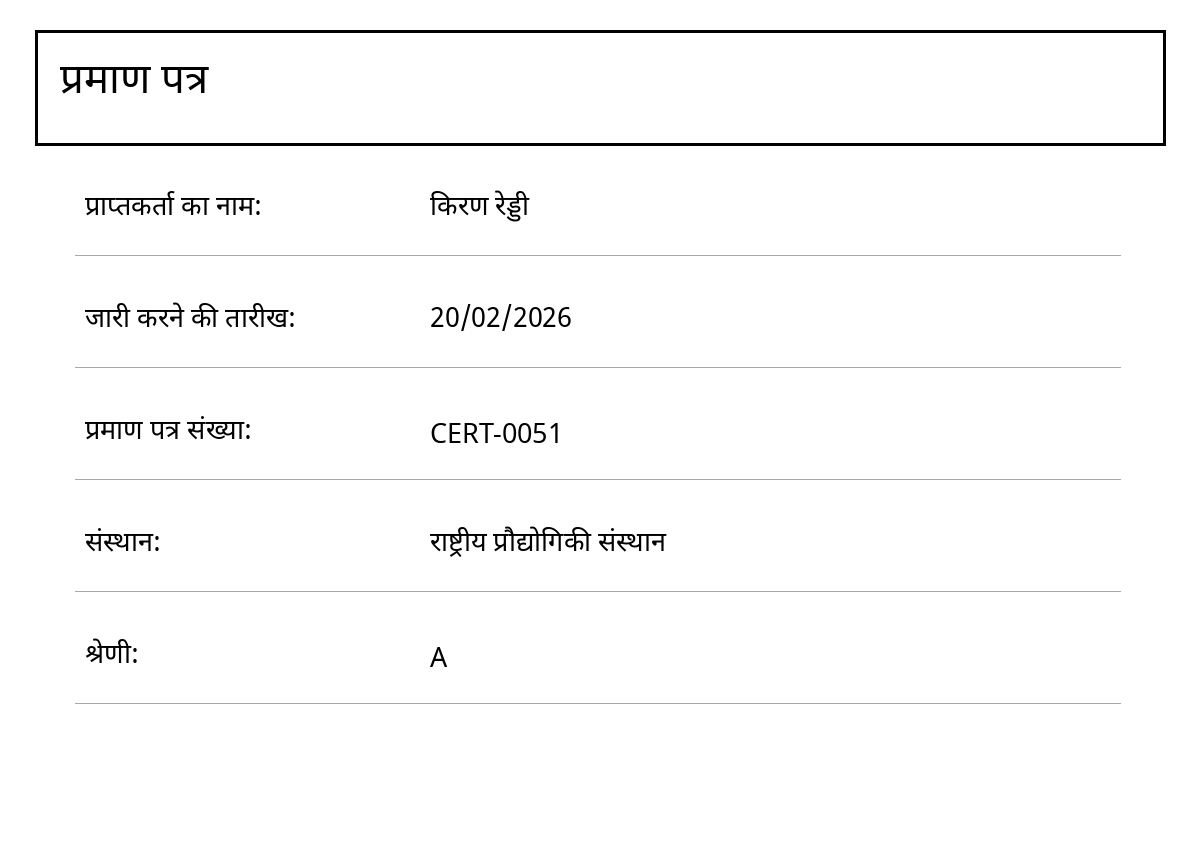 प्रमाण पत्र
प्राप्तकर्ता का नाम: किरण रेड्डी
जारी करने की तारीख: 20/02/2026
प्रमाण पत्र संख्या: CERT-0051
संस्थान: राष्ट्रीय प्रौद्योगिकी संस्थान
श्रेणी: A